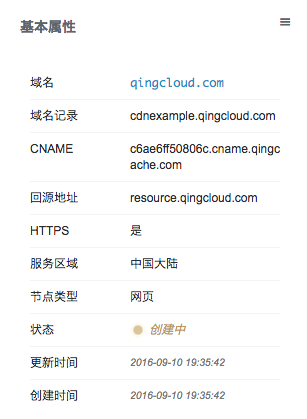 基本属性
域名 qingcloud.com
域名记录 cdnexample.qingcloud.com
CNAME c6ae6ff50806c.cname.qingc
ache.com
回源地址 resource.qingcloud.com
HTTPS 是
服务区域 中国大陆
节点类型 网页
状态 创建中
更新时间 2016-09-10 19:35:42
创建时间 2016-09-10 19:35:42